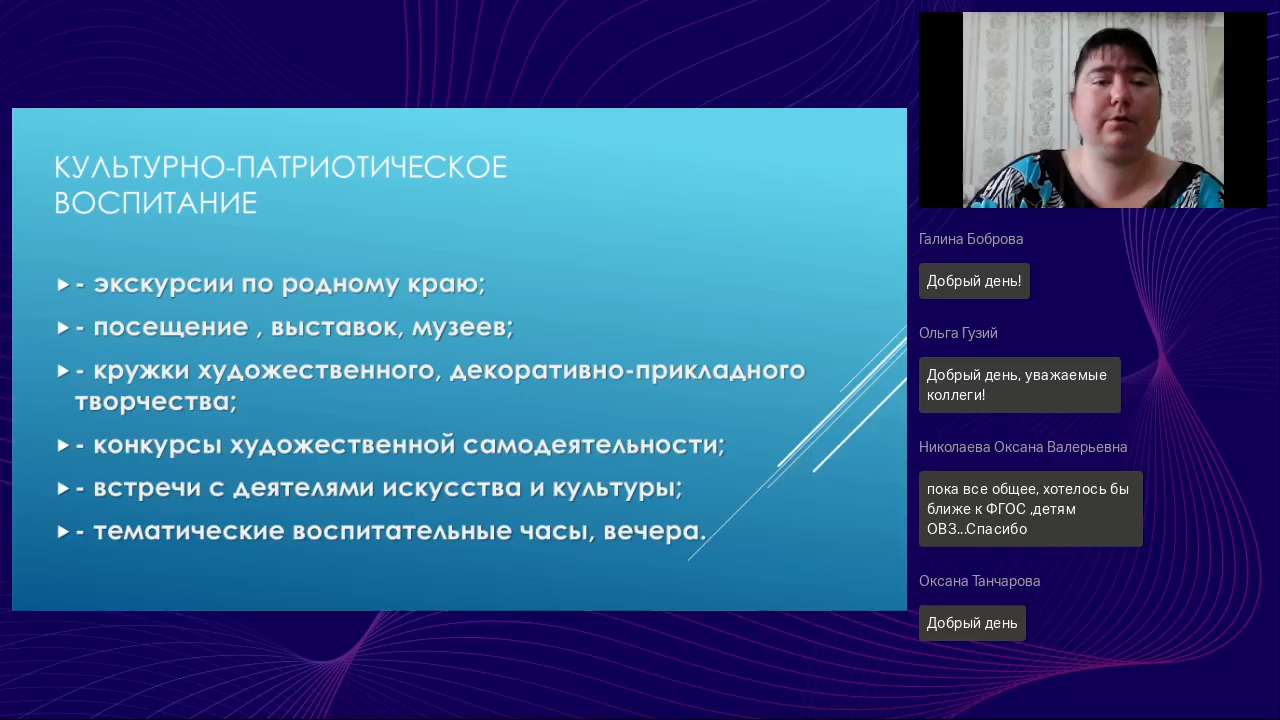 КУЛЬТУРНО-ПАТРИОТИЧЕСКОЕ
ВОСПИТАНИЕ
- экскурсии по родному краю;
- посещение , выставок, музеев;
- кружки художественного, декоративно-прикладного
творчества;
- конкурсы художественной самодеятельности;
- встречи с деятелями искусства и культуры;
- тематические воспитательные часы, вечера.
Галина Боброва
Добрый день!
Ольга Гузий
Добрый день, уважаемые
коллеги!
Николаева Оксана Валерьевна
пока все общее, хотелось бы
ближе к ФГОС ,детям
ОВЗ...Спасибо
Оксана Танчарова
Добрый день